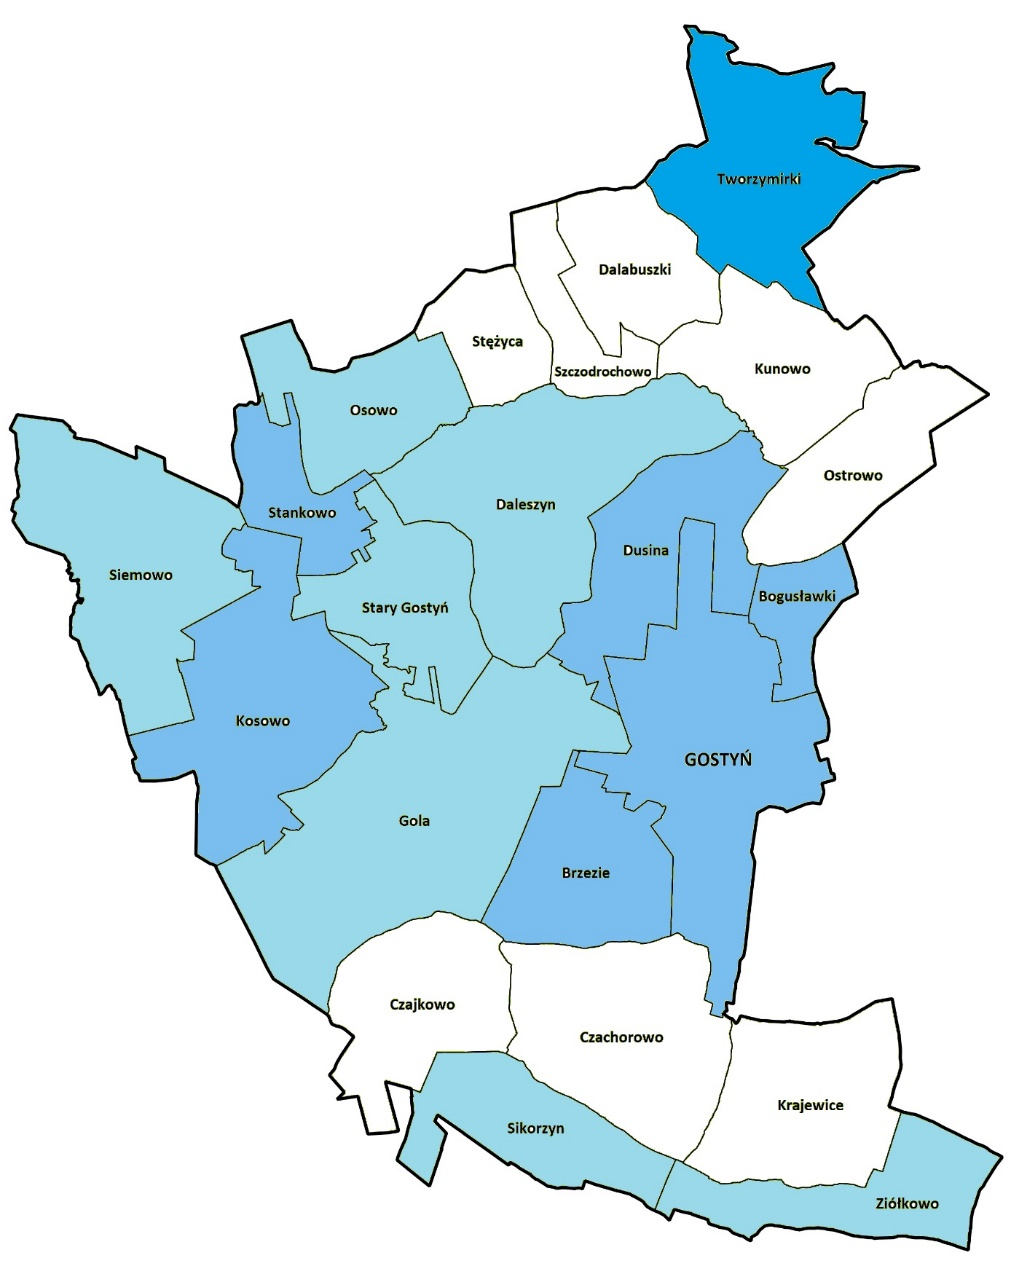 Tworzymirki
Dalabuszki
Stężyca
Szczodrochowo
Kunowo
Osowo
Ostrowo
Daleszyn
Stankowo
Dusina
Siemowo
Bogusławki
Stary Gostyń
Kosowo
GOSTYŃ
Gola
Brzezie
Czajkowo
Czachorowo
Krajewice
Sikorzyn
Ziółkowo